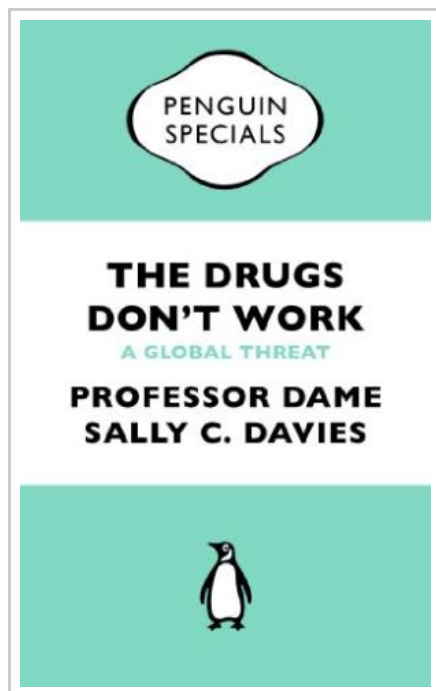 PENGUIN
SPECIALS
THE DRUGS
DON'T WORK
A GLOBAL THREAT
PROFESSOR DAME
SALLY C. DAVIES